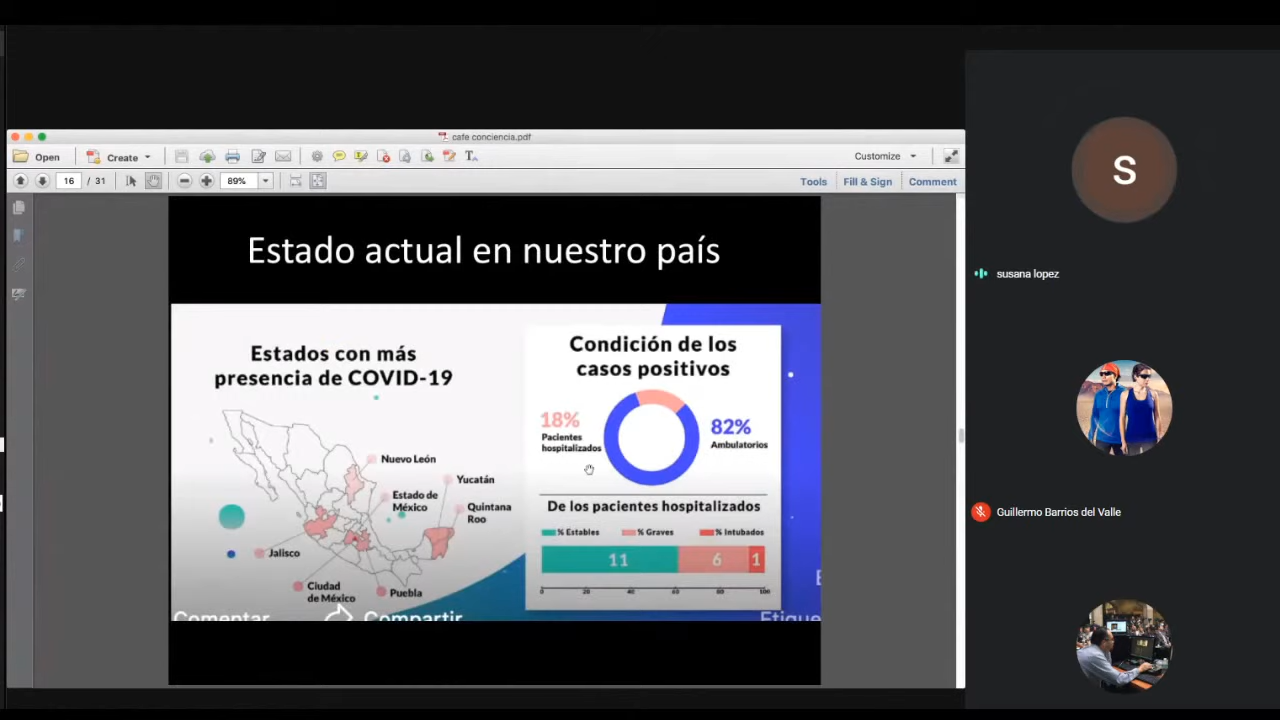 cafe conciencia.pdf
Open
Create
Customize
16 / 31
89%
Tools
Fill & Sign
Comment
Estado actual en nuestro país
Estados con más
presencia de COVID-19
Nuevo León
Yucatán
Estado de
México
Quintana
Roo
Jalisco
Ciudad
de México
Puebla
Comentar
Compartir
Condición de los
casos positivos
18%
Pacientes
hospitalizados
82%
Ambulatorios
De los pacientes hospitalizados
% Estables
% Graves
% Intubados
11
6
1
0
20
40
60
80
100
S
susana lopez
Guillermo Barrios del Valle